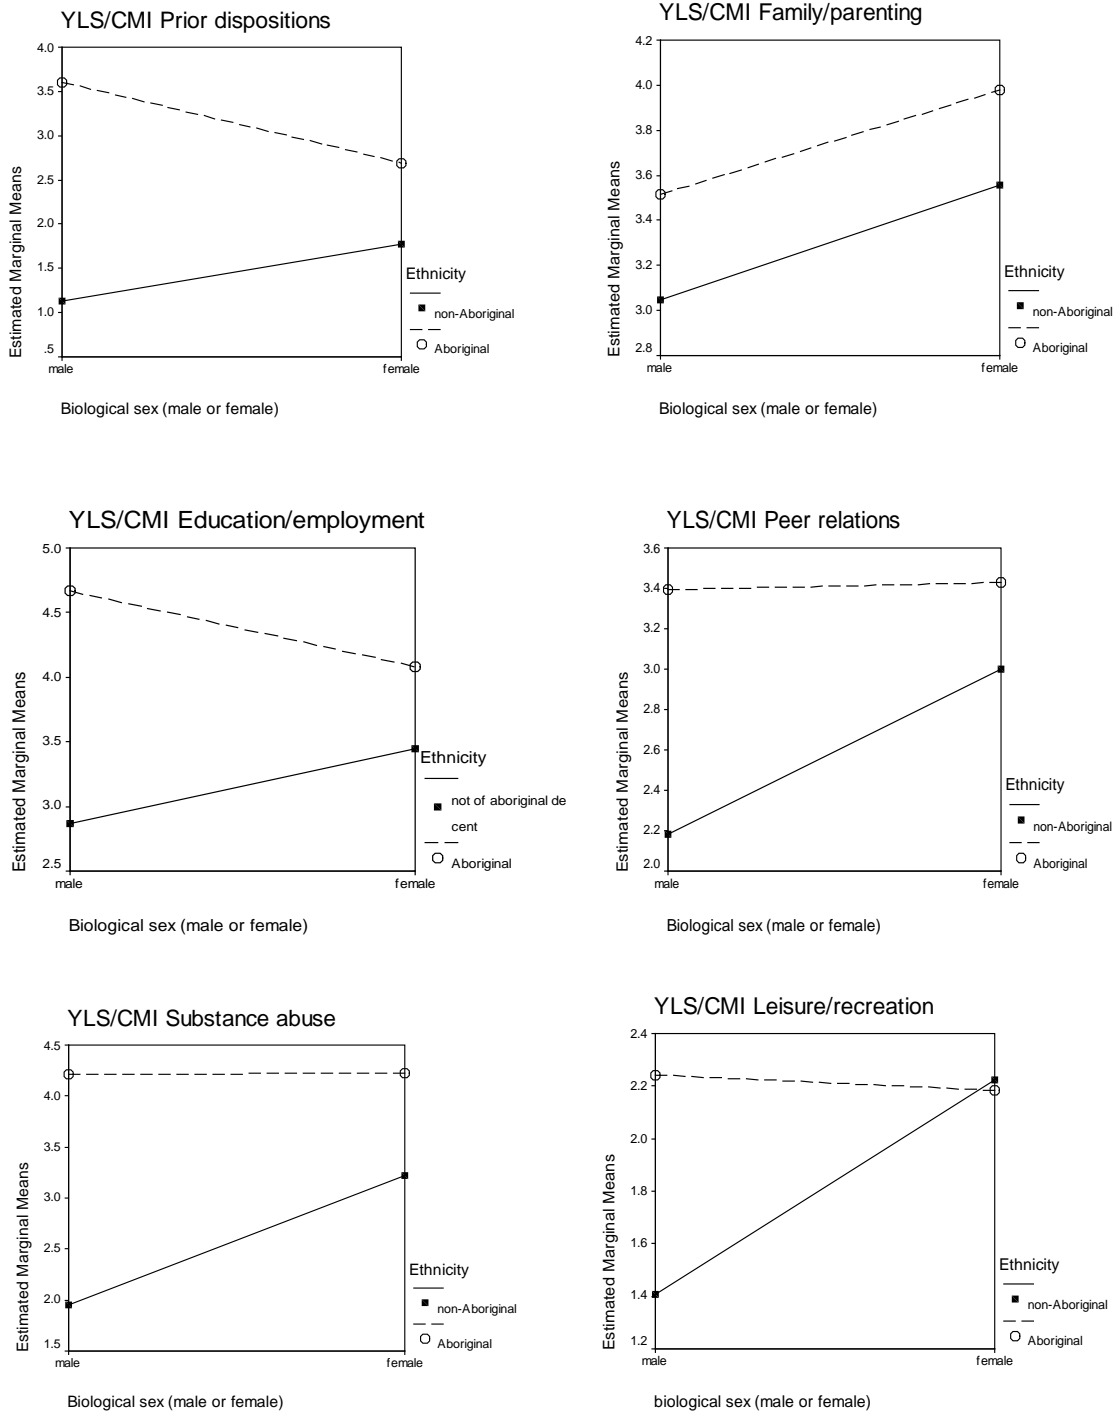 YLS/CMI Prior dispositions
4.0
3.5
3.0
2.5
2.0
1.5
1.0
.5
Estimated Marginal Means
male
female
Biological sex (male or female)
Ethnicity
non-Aboriginal
Aboriginal
YLS/CMI Family/parenting
4.2
4.0
3.8
3.6
3.4
3.2
3.0
2.8
Estimated Marginal Means
male
female
Biological sex (male or female)
Ethnicity
non-Aboriginal
Aboriginal
YLS/CMI Education/employment
5.0
4.5
4.0
3.5
3.0
2.5
Estimated Marginal Means
male
female
Biological sex (male or female)
Ethnicity
not of aboriginal de
cent
Aboriginal
YLS/CMI Peer relations
3.6
3.4
3.2
3.0
2.8
2.6
2.4
2.2
2.0
Estimated Marginal Means
male
female
Biological sex (male or female)
Ethnicity
non-Aboriginal
Aboriginal
YLS/CMI Substance abuse
4.5
4.0
3.5
3.0
2.5
2.0
1.5
Estimated Marginal Means
male
female
Biological sex (male or female)
Ethnicity
non-Aboriginal
Aboriginal
YLS/CMI Leisure/recreation
2.4
2.2
2.0
1.8
1.6
1.4
1.2
Estimated Marginal Means
male
female
biological sex (male or female)
Ethnicity
non-Aboriginal
Aboriginal